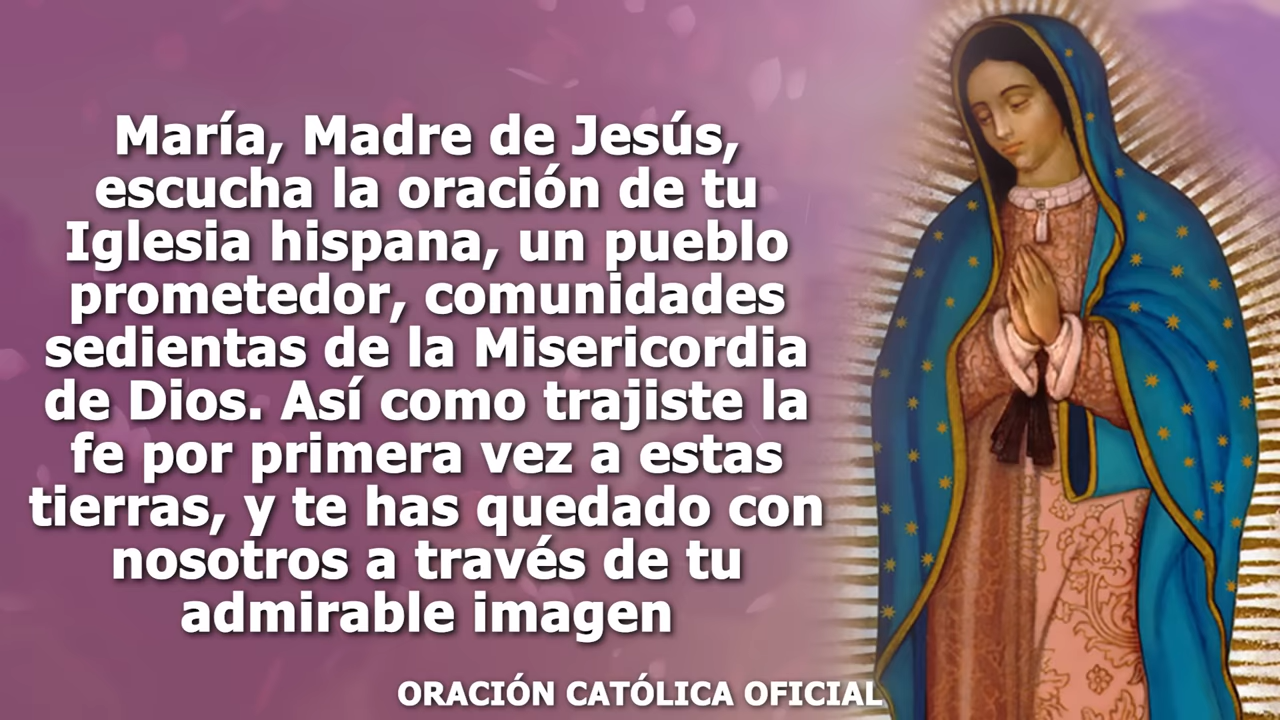 María, Madre de Jesús,
escucha la oración de tu
Iglesia hispana, un pueblo
prometedor, comunidades
sedientas de la Misericordia
de Dios. Así como trajiste la
fe por primera vez a estas
tierras, y te has quedado con
nosotros a través de tu
admirable imagen
ORACIÓN CATÓLICA OFICIAL